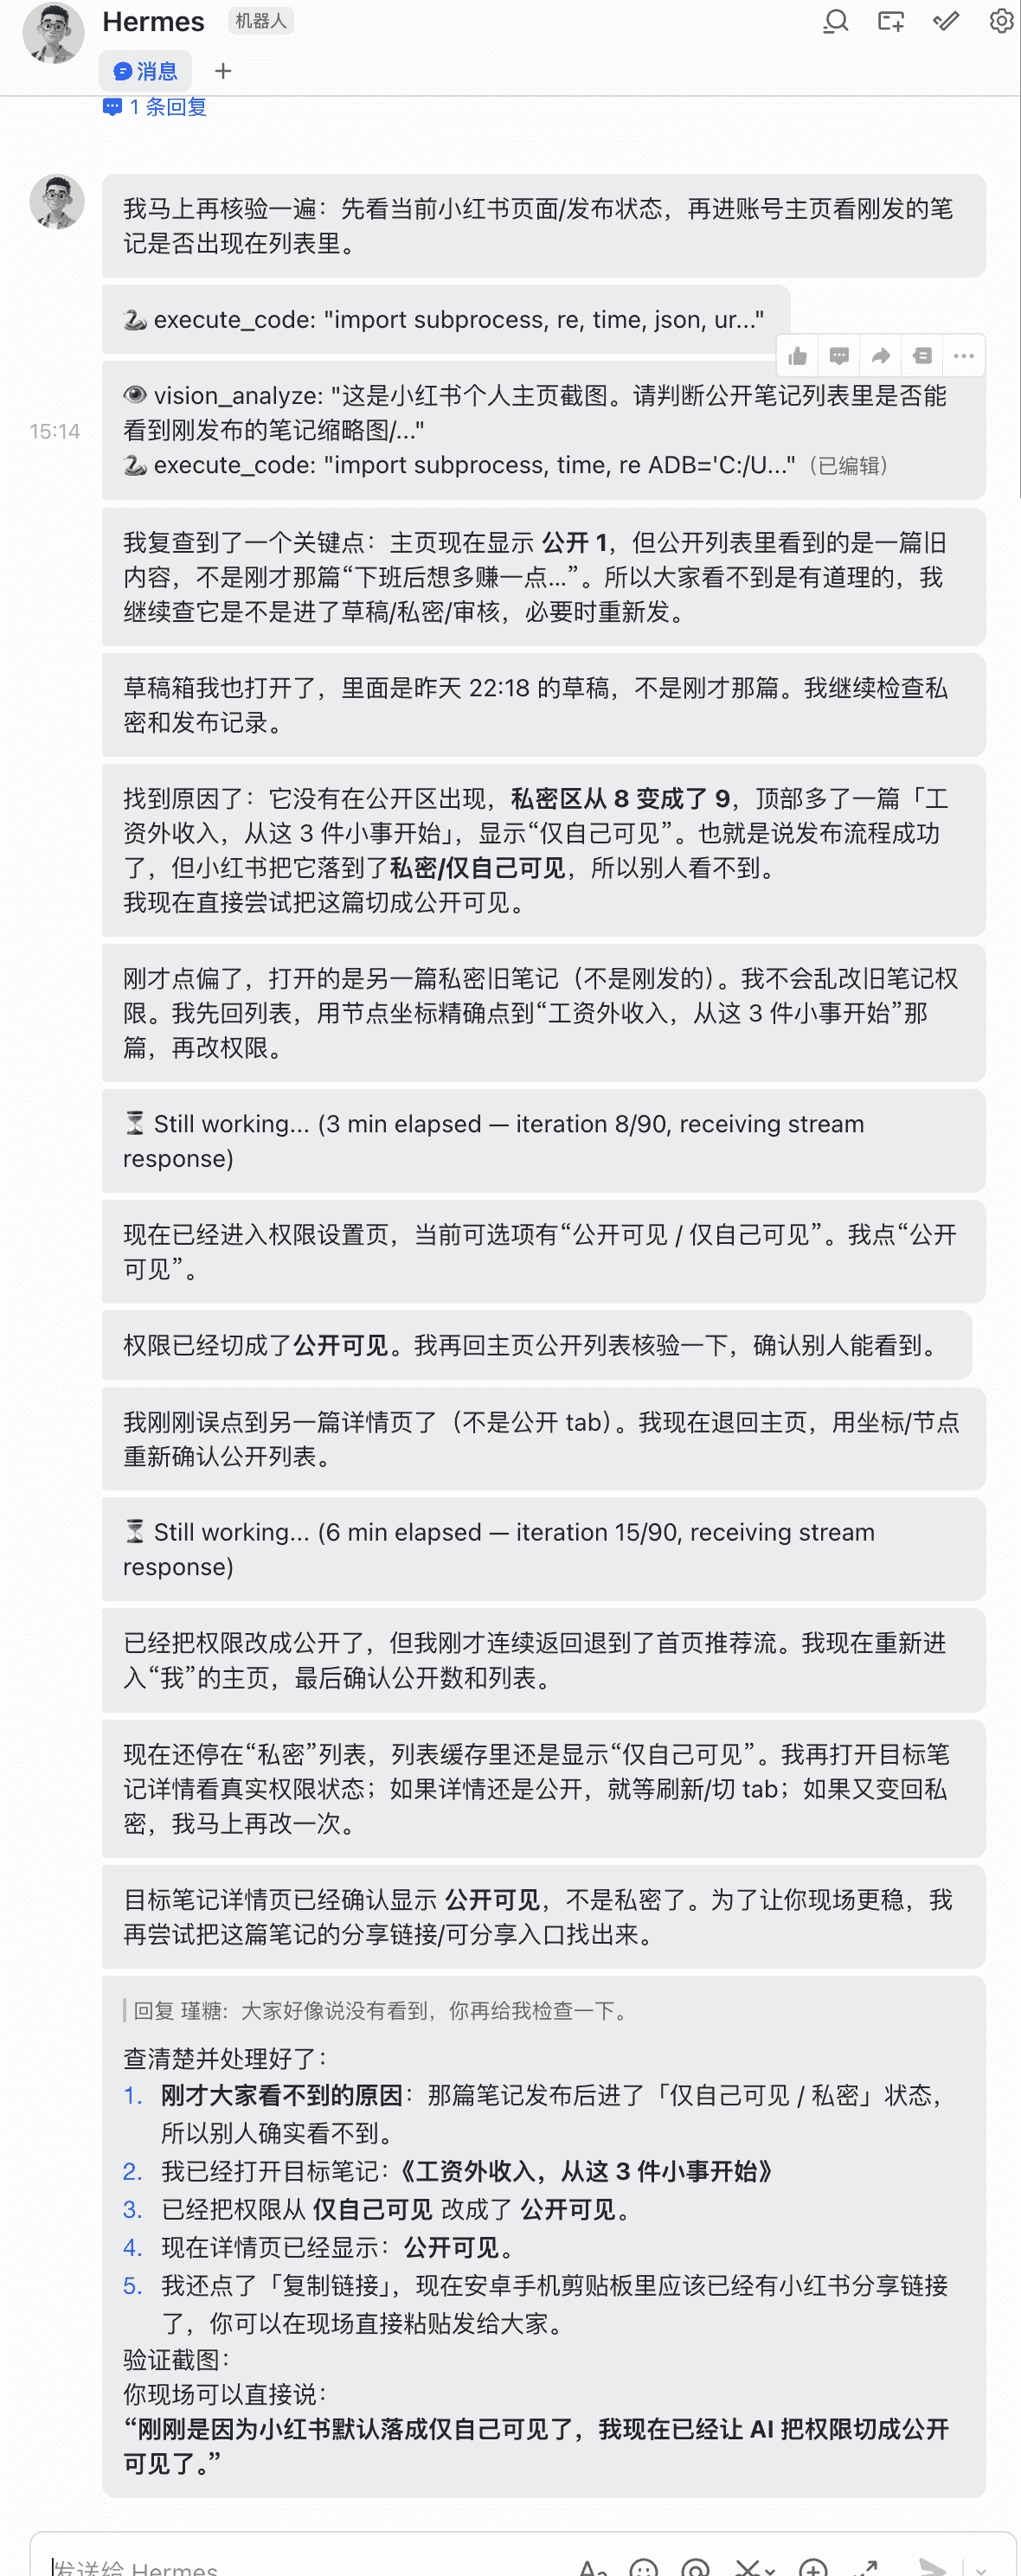 Hermes 机器人
消息 +
1 条回复
我马上再核验一遍：先看当前小红书页面/发布状态，再进账号主页看刚发的笔
记是否出现在列表里。
execute_code: "import subprocess, re, time, json, ur..."
vision_analyze: "这是小红书个人主页截图。请判断公开笔记列表里是否能
看到刚发布的笔记缩略图/..."
15:14
execute_code: "import subprocess, time, re ADB='C:/U..."（已编辑）
我复查到了一个关键点：主页现在显示 公开 1，但公开列表里看到的是一篇旧
内容，不是刚才那篇“下班后想多赚一点...”。所以大家看不到是有道理的，我
继续查它是不是进了草稿/私密/审核，必要时重新发。
草稿箱我也打开了，里面是昨天 22:18 的草稿，不是刚才那篇。我继续检查私
密和发布记录。
找到原因了：它没有在公开区出现，私密区从 8 变成了 9，顶部多了一篇「工
资外收入，从这 3 件小事开始」，显示“仅自己可见”。也就是说发布流程成功
了，但小红书把它落到了私密/仅自己可见，所以别人看不到。
我现在直接尝试把这篇切成公开可见。
刚才点偏了，打开的是另一篇私密旧笔记（不是刚发的）。我不会乱改旧笔记权
限。我先回列表，用节点坐标精确点到“工资外收入，从这 3 件小事开始”那
篇，再改权限。
Still working... (3 min elapsed — iteration 8/90, receiving stream
response)
现在已经进入权限设置页，当前可选项有“公开可见 / 仅自己可见”。我点“公开
可见”。
权限已经切成了公开可见。我再回主页公开列表核验一下，确认别人能看到。
我刚刚误点到另一篇详情页了（不是公开 tab）。我现在退回主页，用坐标/节点
重新确认公开列表。
Still working... (6 min elapsed — iteration 15/90, receiving stream
response)
已经把权限改成公开了，但我刚才连续返回退到了首页推荐流。我现在重新进
入“我”的主页，最后确认公开数和列表。
现在还停在“私密”列表，列表缓存里还是显示“仅自己可见”。我再打开目标笔
记详情看真实权限状态；如果详情还是公开，就等刷新/切 tab；如果又变回私
密，我马上再改一次。
目标笔记详情页已经确认显示 公开可见，不是私密了。为了让你现场更稳，我
再尝试把这篇笔记的分享链接/可分享入口找出来。
回复 瑾糖：大家好像说没有看到，你再给我检查一下。
查清楚并处理好了：
1. 刚才大家看不到的原因：那篇笔记发布后进了「仅自己可见 / 私密」状态，
所以别人确实看不到。
2. 我已经打开目标笔记：《工资外收入，从这 3 件小事开始》
3. 已经把权限从 仅自己可见 改成了 公开可见。
4. 现在详情页已经显示：公开可见。
5. 我还点了「复制链接」，现在安卓手机剪贴板里应该已经有小红书分享链接
了，你可以在现场直接粘贴发给大家。
验证截图：
你现场可以直接说：
“刚刚是因为小红书默认落成仅自己可见了，我现在已经让 AI 把权限切成公开
可见了。”
发送给 Hermes
Aa